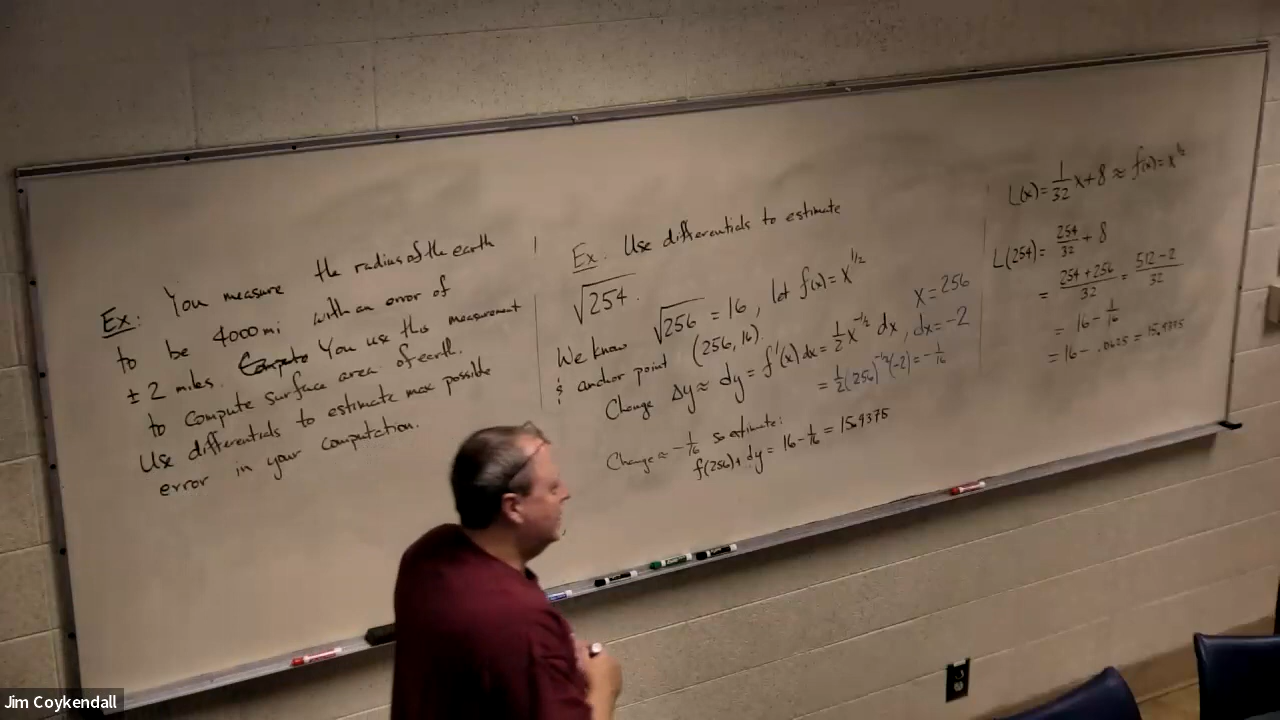 Ex: You measure the radius of the earth
to be 4000 mi with an error of
± 2 miles. You use this measurement
to compute surface area of earth.
Use differentials to estimate max possible
error in your computation.
Ex. Use differentials to estimate
√254.
We know √256 = 16, let f(x) = x^{1/2}
& anchor point (256, 16). x = 256
Change Δy ≈ dy = f'(x) dx = 1/2 x^{-1/2} dx, dx = -2
= 1/2 (256)^{-1/2} (-2) = -1/16
Change ≈ -1/16 so estimate:
f(256) + dy = 16 - 1/16 = 15.9375
L(x) = 1/32 x + 8 ≈ f(x) = x^{1/2}
L(254) = 254/32 + 8
= (254 + 256)/32 = (512 - 2)/32
= 16 - 1/16
= 16 - .0625 = 15.9375
Jim Coykendall